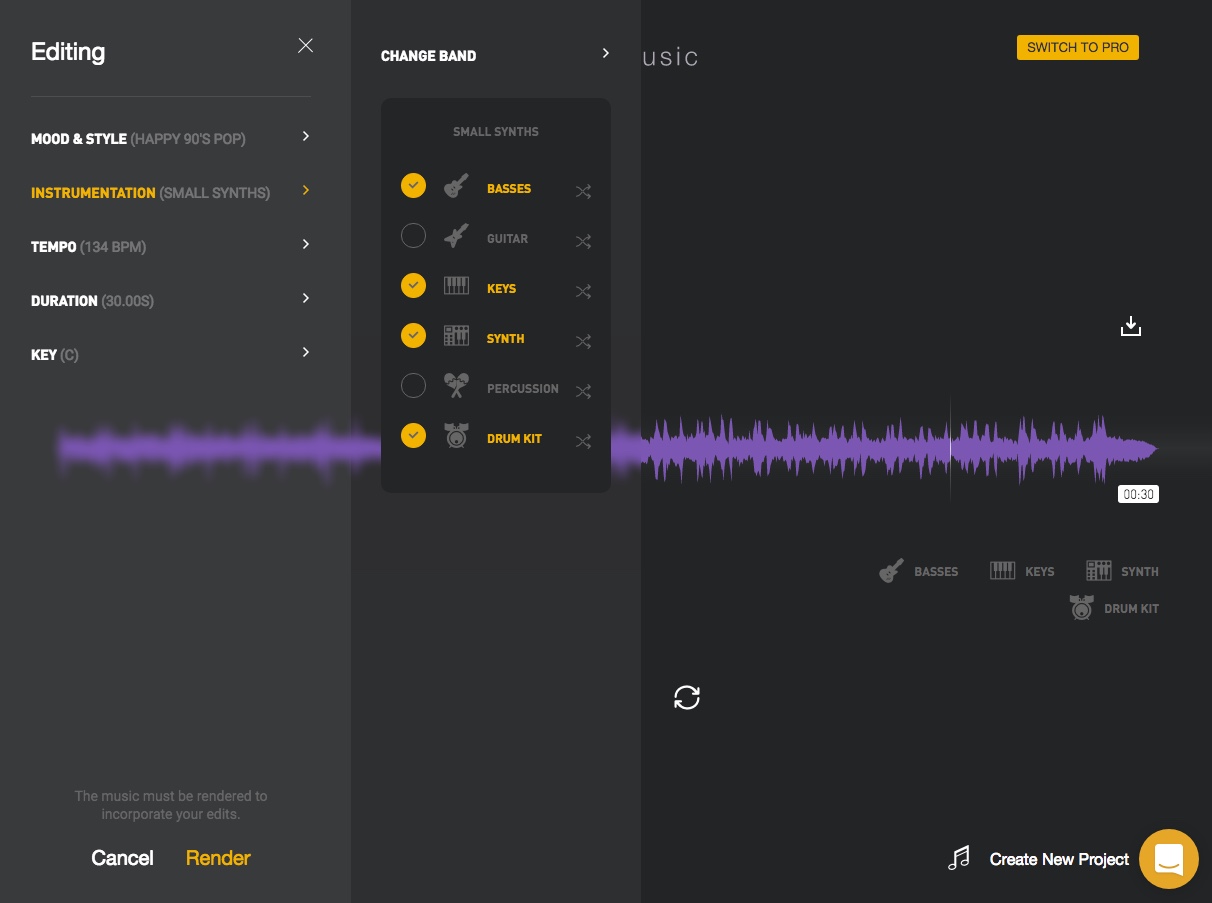 Editing
MOOD & STYLE (HAPPY 90'S POP)
INSTRUMENTATION (SMALL SYNTHS)
TEMPO (134 BPM)
DURATION (30.00S)
KEY (C)
The music must be rendered to
incorporate your edits.
Cancel Render
CHANGE BAND
SMALL SYNTHS
BASSES
GUITAR
KEYS
SYNTH
PERCUSSION
DRUM KIT
usic
SWITCH TO PRO
00:30
BASSES KEYS SYNTH
DRUM KIT
Create New Project